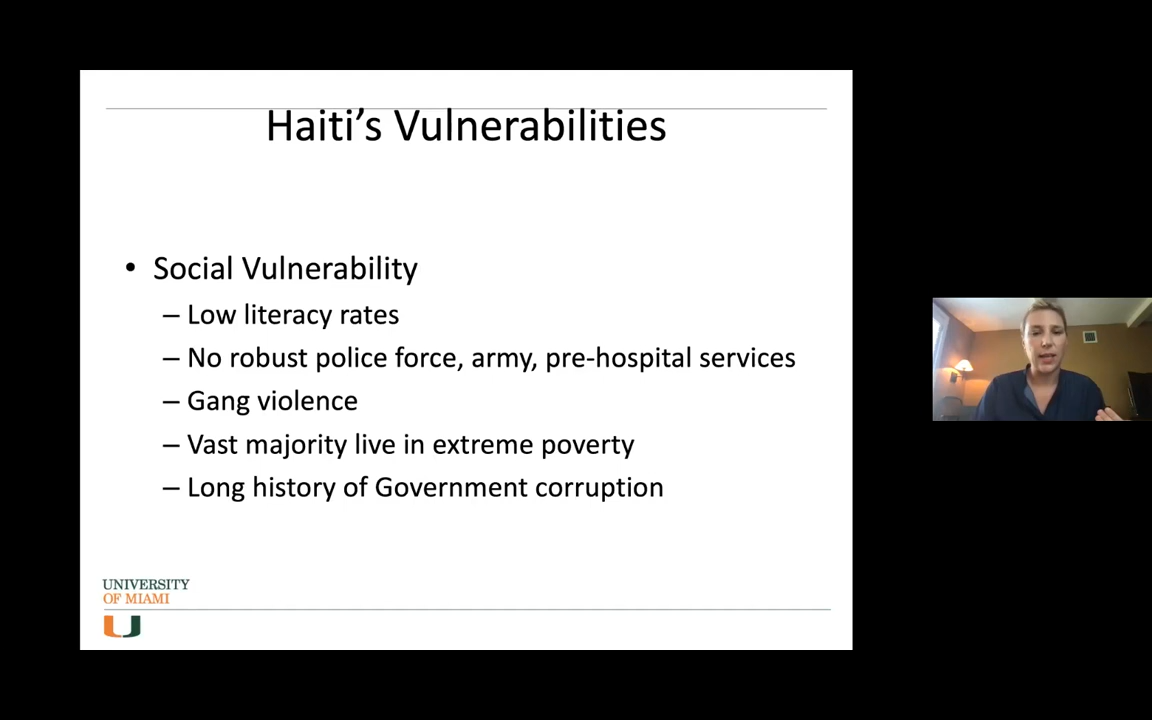 Haiti’s Vulnerabilities
• Social Vulnerability
– Low literacy rates
– No robust police force, army, pre-hospital services
– Gang violence
– Vast majority live in extreme poverty
– Long history of Government corruption
UNIVERSITY
OF MIAMI